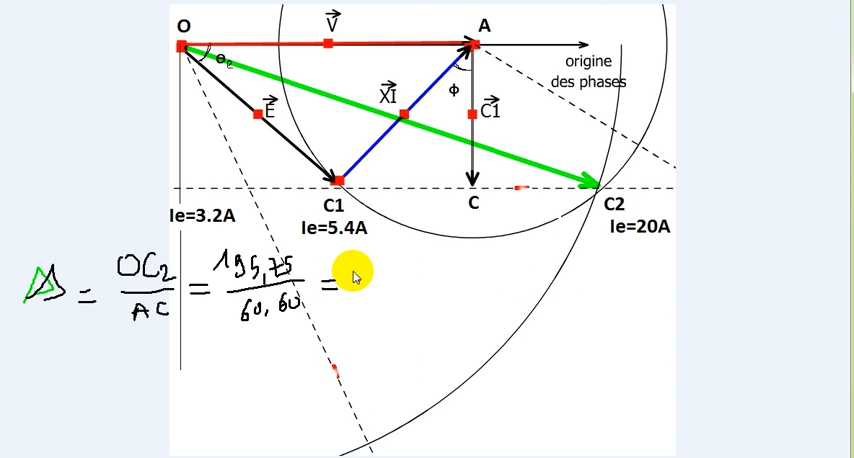 O
V
A
origine
des phases
θe
E
XI
ϕ
C1
C1
C
C2
Ie=3.2A
Ie=5.4A
Ie=20A
Δ = OC2 / AC = 195,75 / 60,60 =